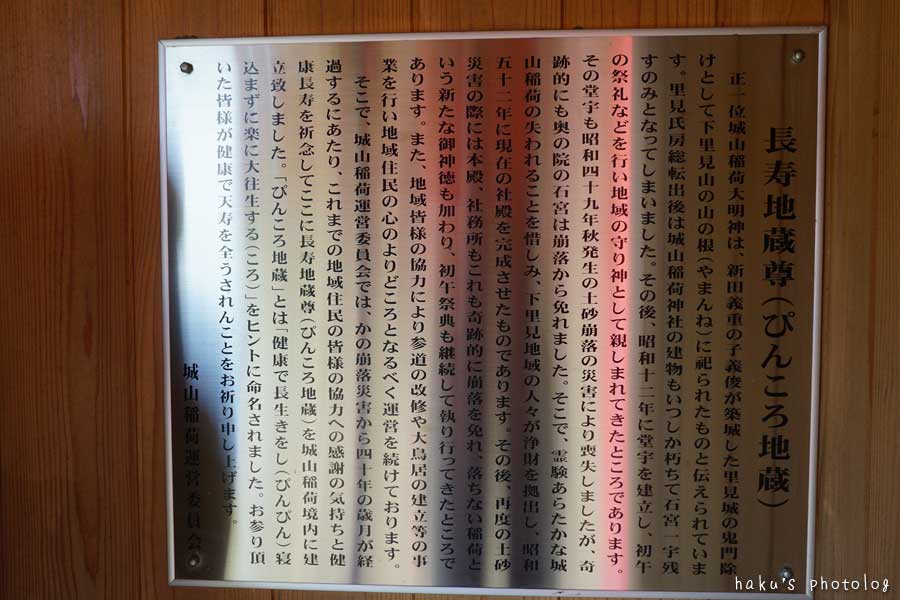 長寿地蔵尊（ぴんころ地蔵）
正一位城山稲荷大明神は、新田義重の子義俊が築城した里見城の鬼門除
けとして下里見山の山の根（やまんね）に祀られたものと伝えられていま
す。里見氏房総転出後は城山稲荷神社の建物もいつしか朽ちて石宮一宇残
すのみとなってしまいました。その後、昭和十二年に堂宇を建立し、初午
の祭礼などを行い地域の守り神として親しまれてきたところであります。
その堂宇も昭和四十九年秋発生の土砂崩落の災害により喪失しましたが、奇
跡的にも奥の院の石宮は崩落から免れました。そこで、霊験あらたかな城
山稲荷の失われることを惜しみ、下里見地域の人々が浄財を拠出し、昭和
五十二年に現在の社殿を完成させたものであります。その後、再度の土砂
災害の際には本殿、社務所もこれも奇跡的に崩落を免れ、落ちない稲荷と
いう新たな御神徳も加わり、初午祭典も継続して執り行ってきたところで
あります。また、地域皆様の協力により参道の改修や大鳥居の建立等の事
業を行い地域住民の心のよりどころとなるべく運営を続けております。
そこで、城山稲荷運営委員会では、かの崩落災害から四十年の歳月が経
過するにあたり、これまでの地域住民の皆様の協力への感謝の気持ちと健
康長寿を祈念してここに長寿地蔵尊（ぴんころ地蔵）を城山稲荷境内に建
立致しました。「ぴんころ地蔵」とは「健康で長生きをし（ぴんぴん）寝
込まずに楽に大往生する（ころ）」をヒントに命名されました。お参り頂
いた皆様が健康で天寿を全うされんことをお祈り申し上げます。
城山稲荷運営委員会
haku's photolog